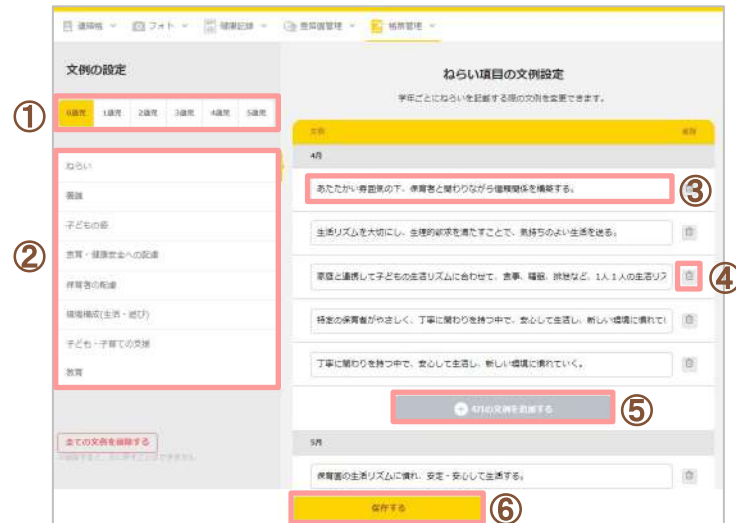 連絡帳
フォト
健康記録
登降園管理
帳票管理
文例の設定
①
0歳児 1歳児 2歳児 3歳児 4歳児 5歳児
②
ねらい
養護
子どもの姿
食育・健康安全への配慮
保育者の配慮
環境構成(生活・遊び)
子ども・子育ての支援
教育
全ての文例を削除する
ねらい項目の文例設定
学年ごとにねらいを記載する際の文例を変更できます。
文例 削除
4月
あたたかい雰囲気の下、保育者と関わりながら信頼関係を構築する。
③
生活リズムを大切にし、生理的欲求を満たすことで、気持ちのよい生活を送る。
家庭と連携して子どもの生活リズムに合わせて、食事、睡眠、排泄など、1人1人の生活リズ
④
特定の保育者がやさしく、丁寧に関わりを持つ中で、安心して生活し、新しい環境に慣れてい
丁寧に関わりを持つ中で、安心して生活し、新しい環境に慣れていく。
4月の文例を追加する
⑤
5月
保育園の生活リズムに慣れ、安定・安心して生活する。
保存する
⑥